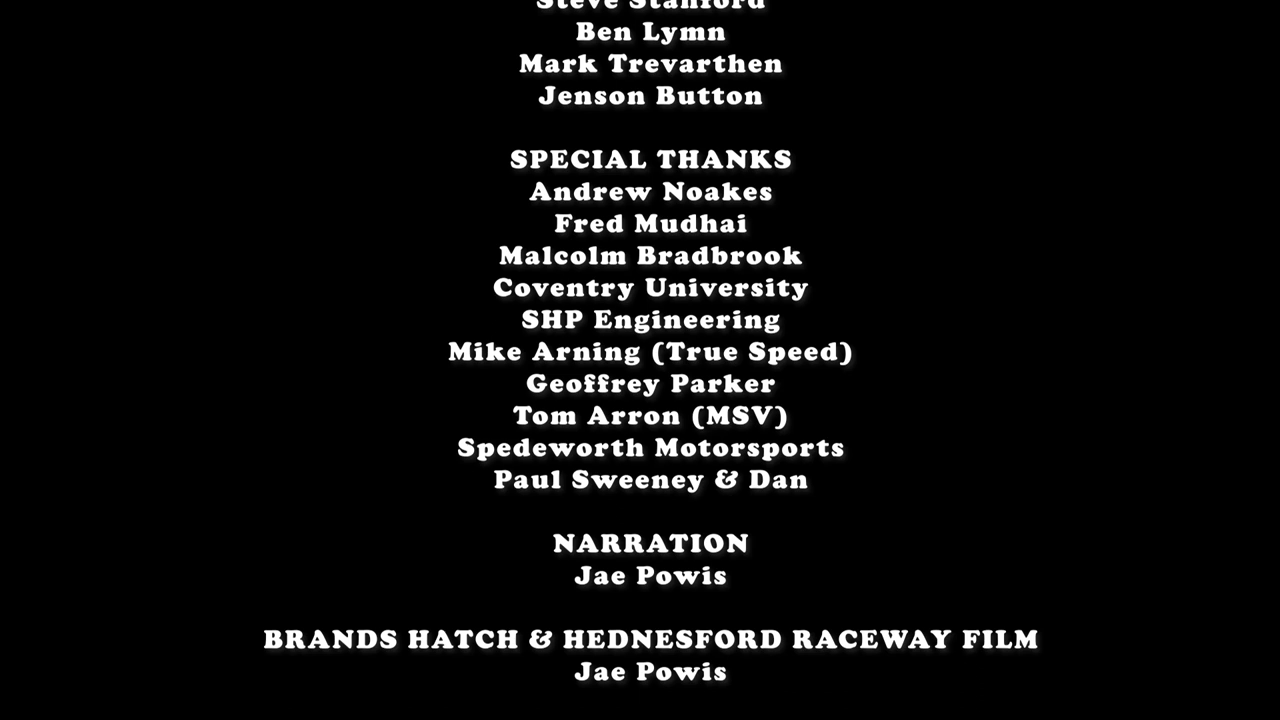 Steve Stanford
Ben Lymn
Mark Trevarthen
Jenson Button
SPECIAL THANKS
Andrew Noakes
Fred Mudhai
Malcolm Bradbrook
Coventry University
SHP Engineering
Mike Arning (True Speed)
Geoffrey Parker
Tom Arron (MSV)
Spedeworth Motorsports
Paul Sweeney & Dan
NARRATION
Jae Powis
BRANDS HATCH & HEDNESFORD RACEWAY FILM
Jae Powis